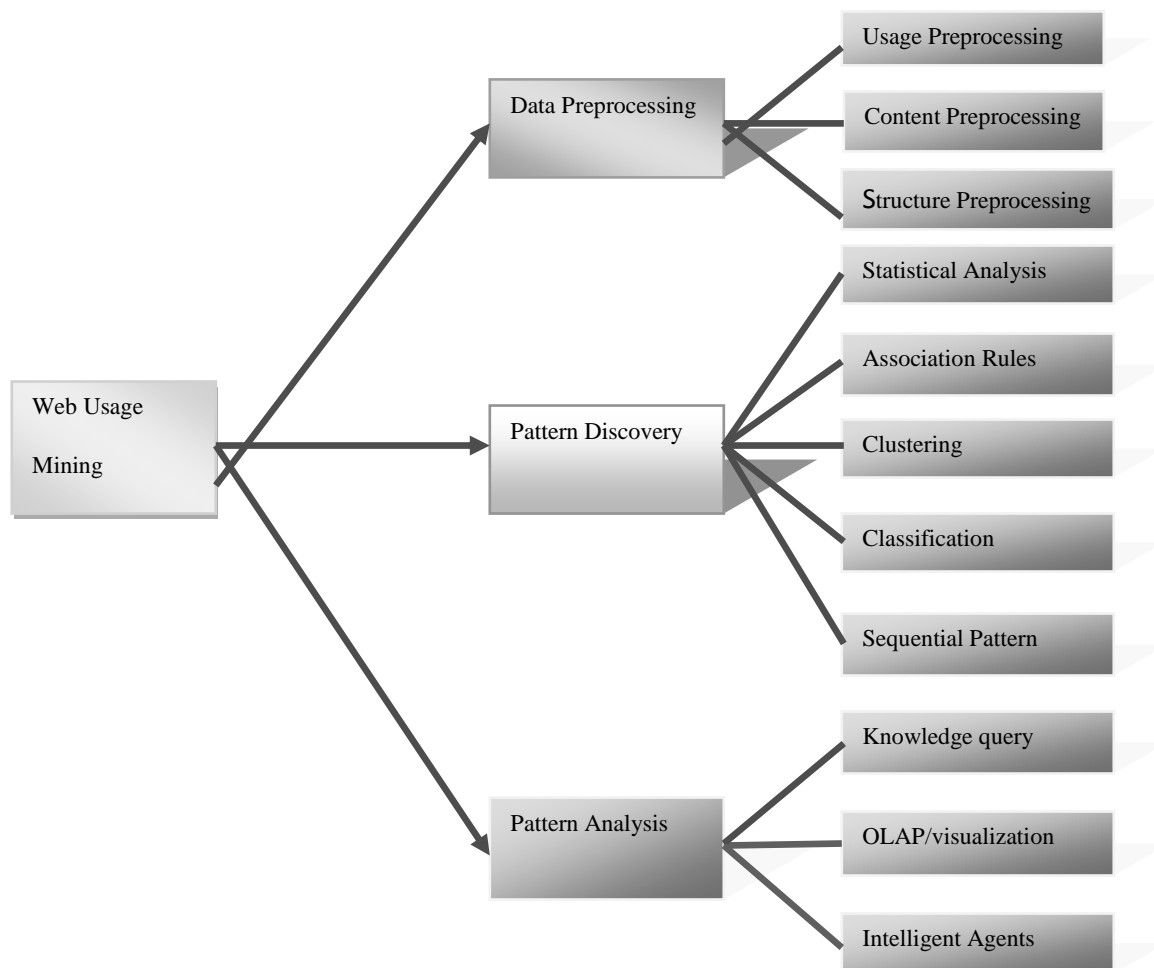 Web Usage
Mining
Data Preprocessing
Usage Preprocessing
Content Preprocessing
Structure Preprocessing
Pattern Discovery
Statistical Analysis
Association Rules
Clustering
Classification
Sequential Pattern
Pattern Analysis
Knowledge query
OLAP/visualization
Intelligent Agents